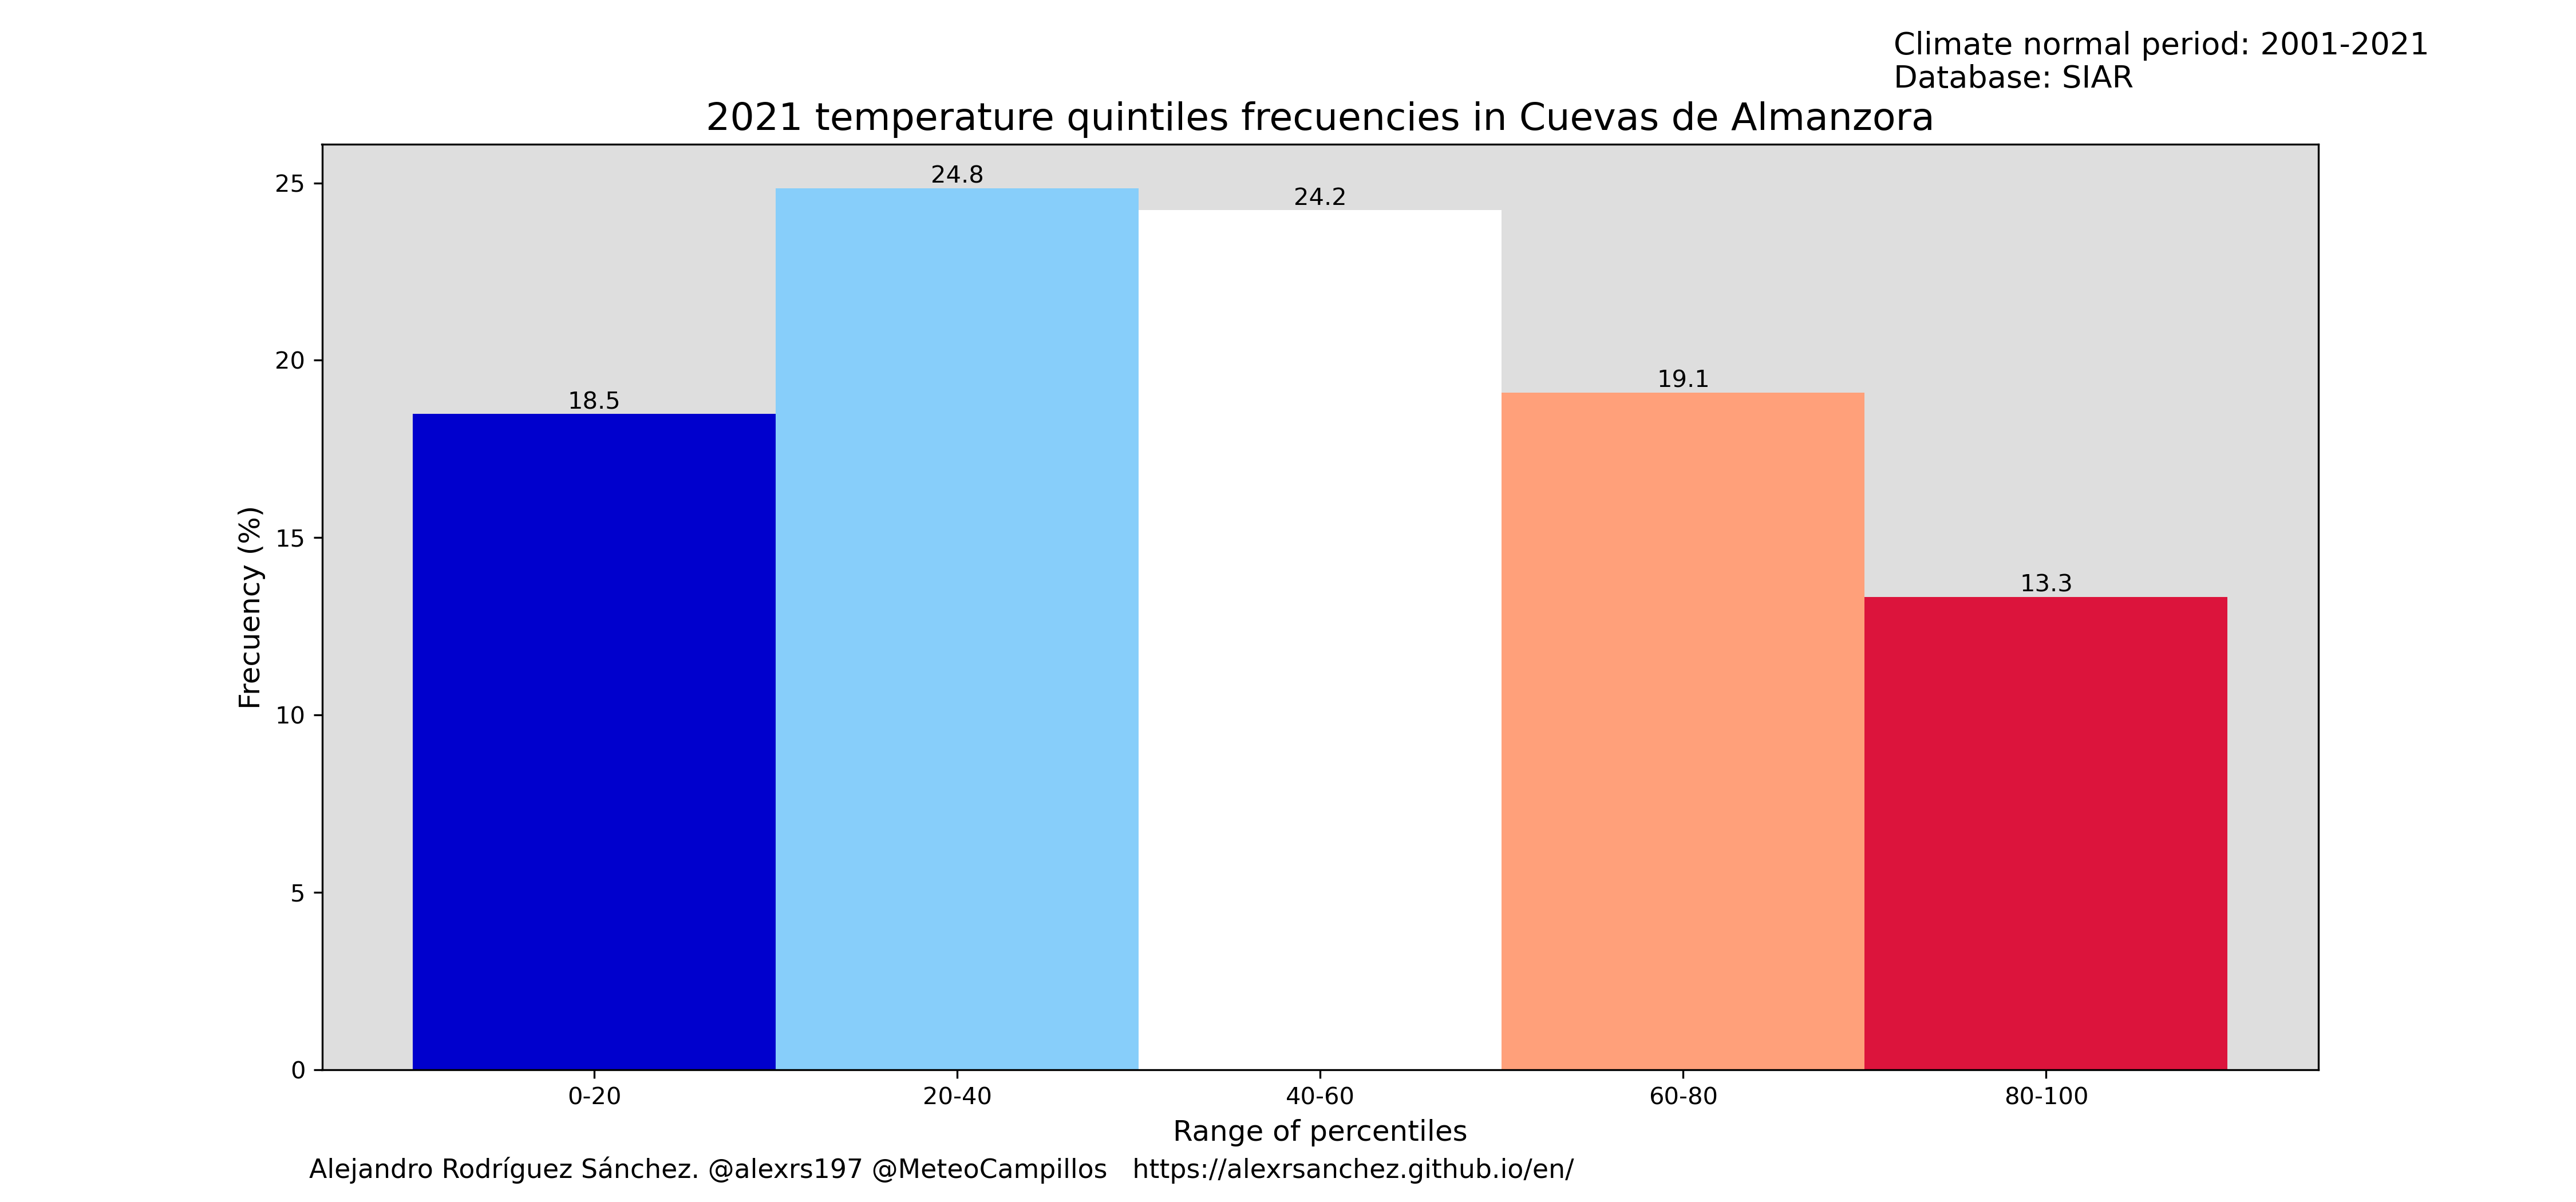 Climate normal period: 2001-2021
Database: SIAR
2021 temperature quintiles frecuencies in Cuevas de Almanzora
25
20
15
10
5
0
Frecuency (%)
18.5
24.8
24.2
19.1
13.3
0-20
20-40
40-60
60-80
80-100
Range of percentiles
Alejandro Rodríguez Sánchez. @alexrs197 @MeteoCampillos   https://alexrsanchez.github.io/en/